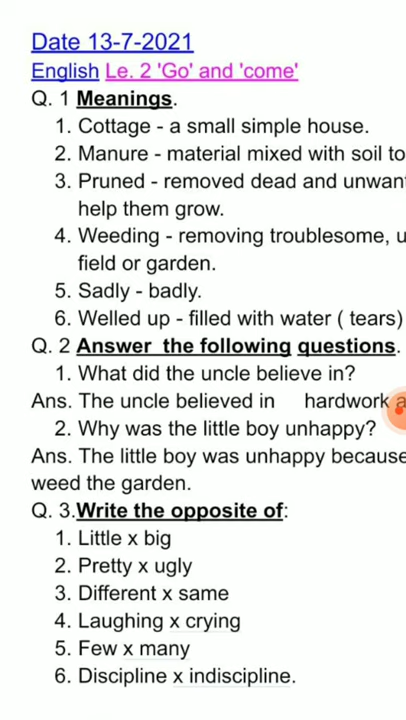 Date 13-7-2021
English Le. 2 'Go' and 'come'
Q. 1 Meanings.
1. Cottage - a small simple house.
2. Manure - material mixed with soil to
3. Pruned - removed dead and unwan
help them grow.
4. Weeding - removing troublesome, u
field or garden.
5. Sadly - badly.
6. Welled up - filled with water ( tears)
Q. 2 Answer the following questions.
1. What did the uncle believe in?
Ans. The uncle believed in hardwork a
2. Why was the little boy unhappy?
Ans. The little boy was unhappy because
weed the garden.
Q. 3.Write the opposite of:
1. Little x big
2. Pretty x ugly
3. Different x same
4. Laughing x crying
5. Few x many
6. Discipline x indiscipline.